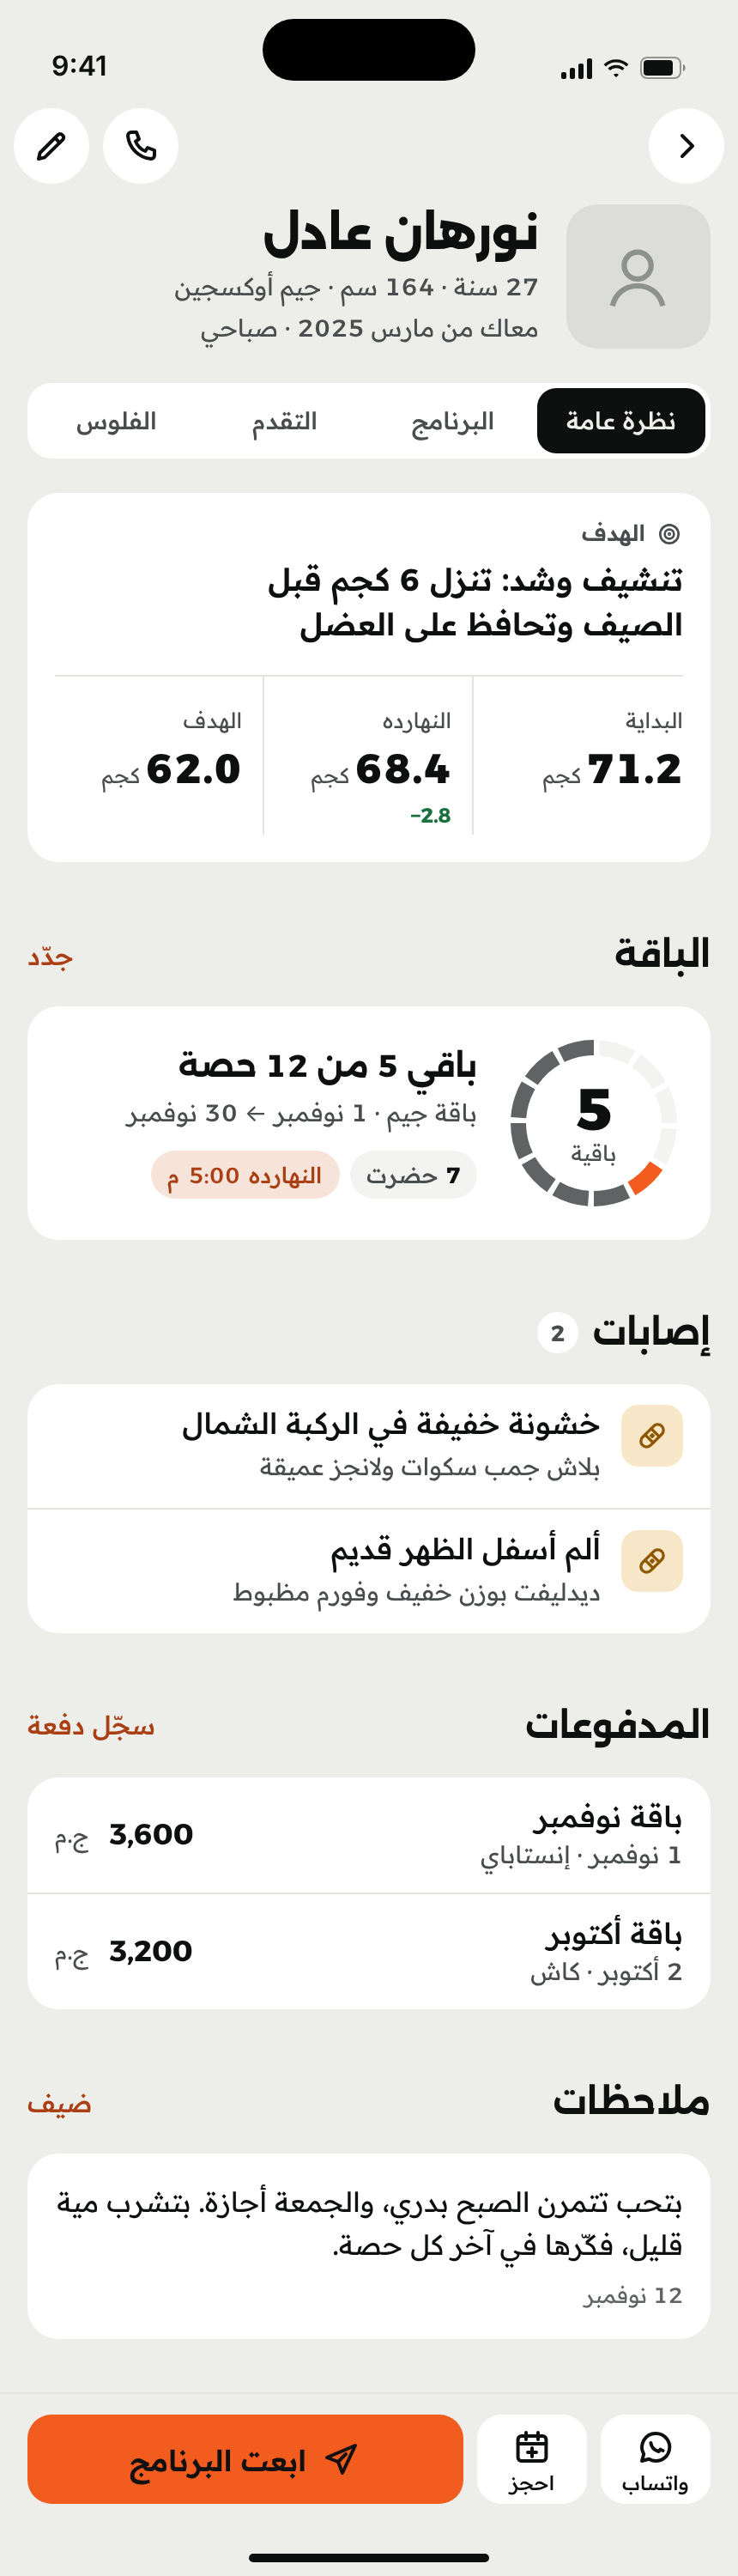 9:41
نورهان عادل
27 سنة · 164 سم · جيم أوكسجين
معاك من مارس 2025 · صباحي
نظرة عامة
البرنامج
التقدم
الفلوس
الهدف
تنشيف وشد: تنزل 6 كجم قبل
الصيف وتحافظ على العضل
البداية
71.2 كجم
النهارده
68.4 كجم
−2.8
الهدف
62.0 كجم
الباقة
جدّد
5
باقية
باقي 5 من 12 حصة
باقة جيم · 1 نوفمبر ← 30 نوفمبر
7 حضرت
النهارده 5:00 م
إصابات
2
خشونة خفيفة في الركبة الشمال
بلاش جمب سكوات ولانجز عميقة
ألم أسفل الظهر قديم
ديدليفت بوزن خفيف وفورم مظبوط
المدفوعات
سجّل دفعة
باقة نوفمبر
1 نوفمبر · إنستاباي
3,600 ج.م
باقة أكتوبر
2 أكتوبر · كاش
3,200 ج.م
ملاحظات
ضيف
بتحب تتمرن الصبح بدري، والجمعة أجازة. بتشرب مية
قليل، فكّرها في آخر كل حصة.
12 نوفمبر
واتساب
احجز
ابعت البرنامج